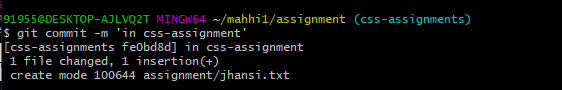 91955@DESKTOP-AJLVQ2T MINGW64 ~/mahhi1/assignment (css-assignments)
$ git commit -m 'in css-assignment'
[css-assignments fe0bd8d] in css-assignment
 1 file changed, 1 insertion(+)
 create mode 100644 assignment/jhansi.txt